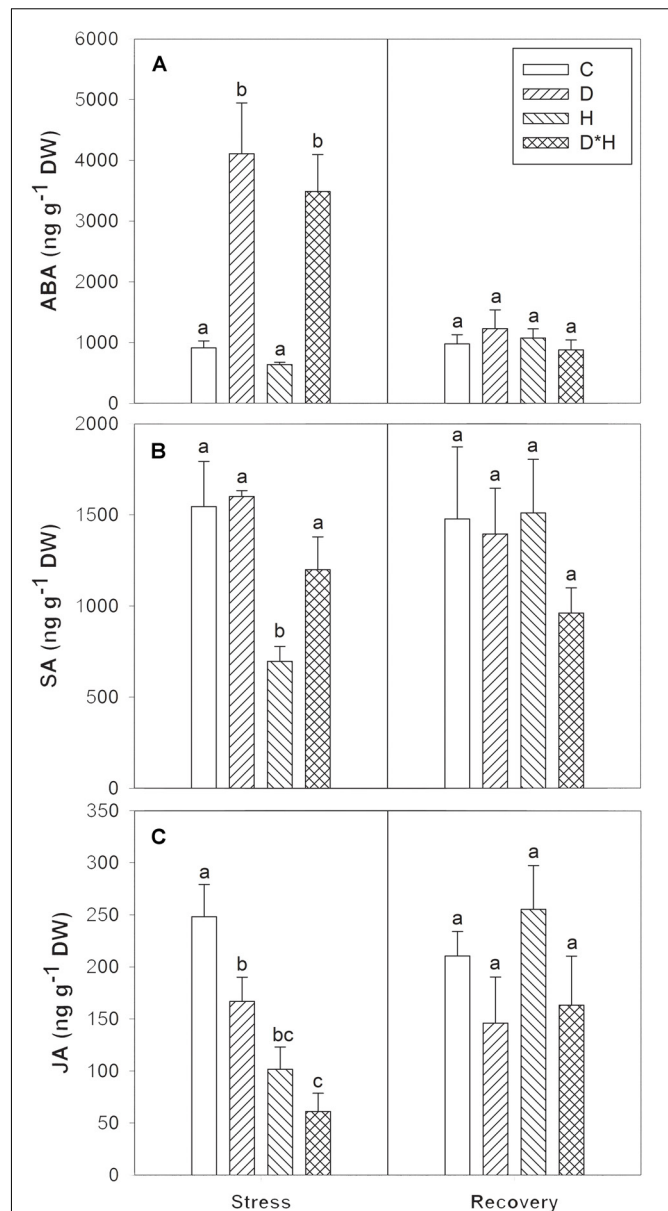 A
ABA (ng g⁻¹ DW)
6000
5000
4000
3000
2000
1000
0
a
b
a
b
a
a
a
a
C
D
H
D*H
B
SA (ng g⁻¹ DW)
2000
1500
1000
500
0
a
a
b
a
a
a
a
a
C
JA (ng g⁻¹ DW)
350
300
250
200
150
100
50
0
a
b
bc
c
a
a
a
a
Stress
Recovery